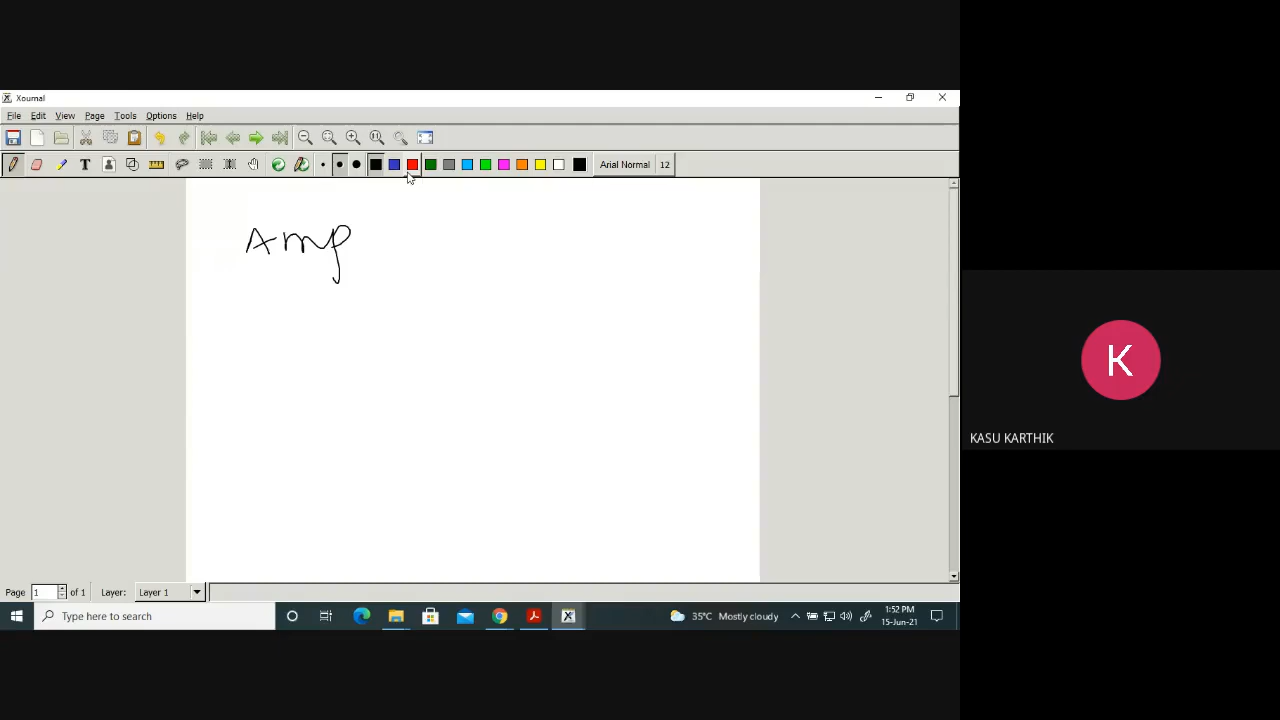 Xournal
File Edit View Page Tools Options Help
T Arial Normal 12
Amp
K
KASU KARTHIK
Page 1 of 1 Layer: Layer 1
Type here to search 35°C Mostly cloudy 1:52 PM
15-Jun-21